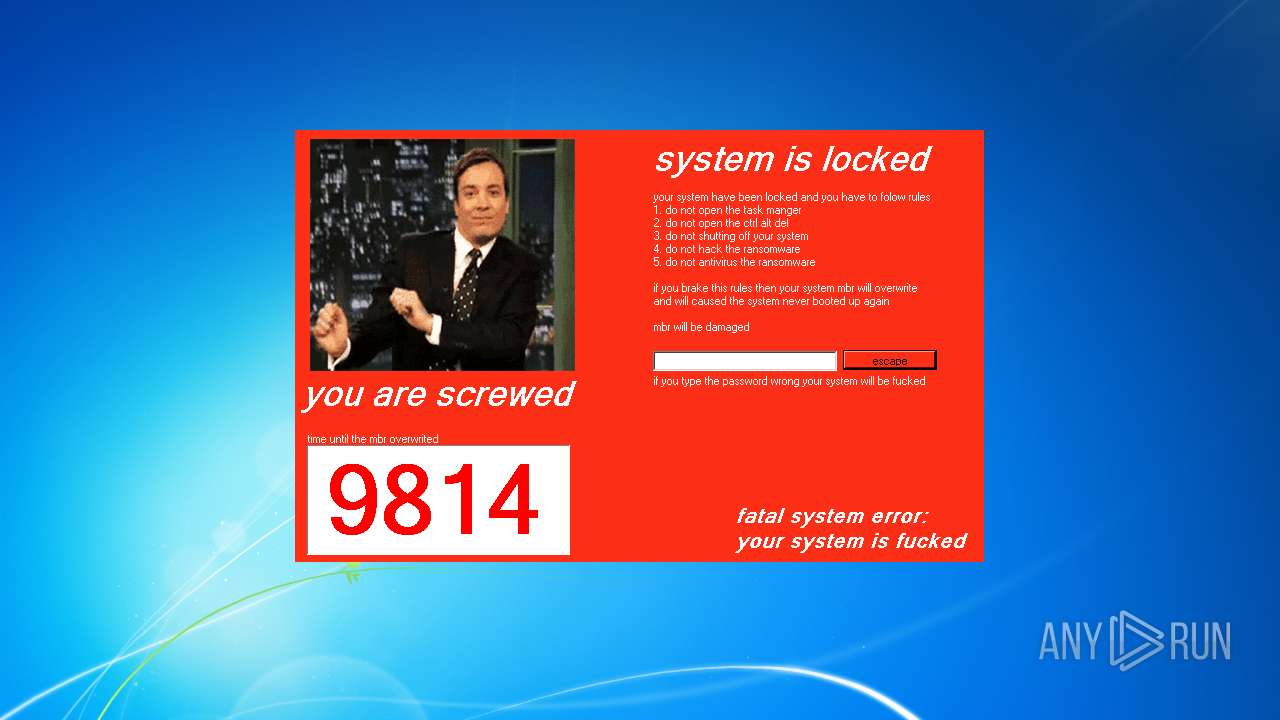 system is locked
your system have been locked and you have to folow rules
1. do not open the task manger
2. do not open the ctrl alt del
3. do not shutting off your system
4. do not hack the ransomware
5. do not antivirus the ransomware
if you brake this rules then your system mbr will overwrite
and will caused the system never booted up again
mbr will be damaged
escape
if you type the password wrong your system will be fucked
you are screwed
time until the mbr overwrited
9814
fatal system error:
your system is fucked
ANY RUN